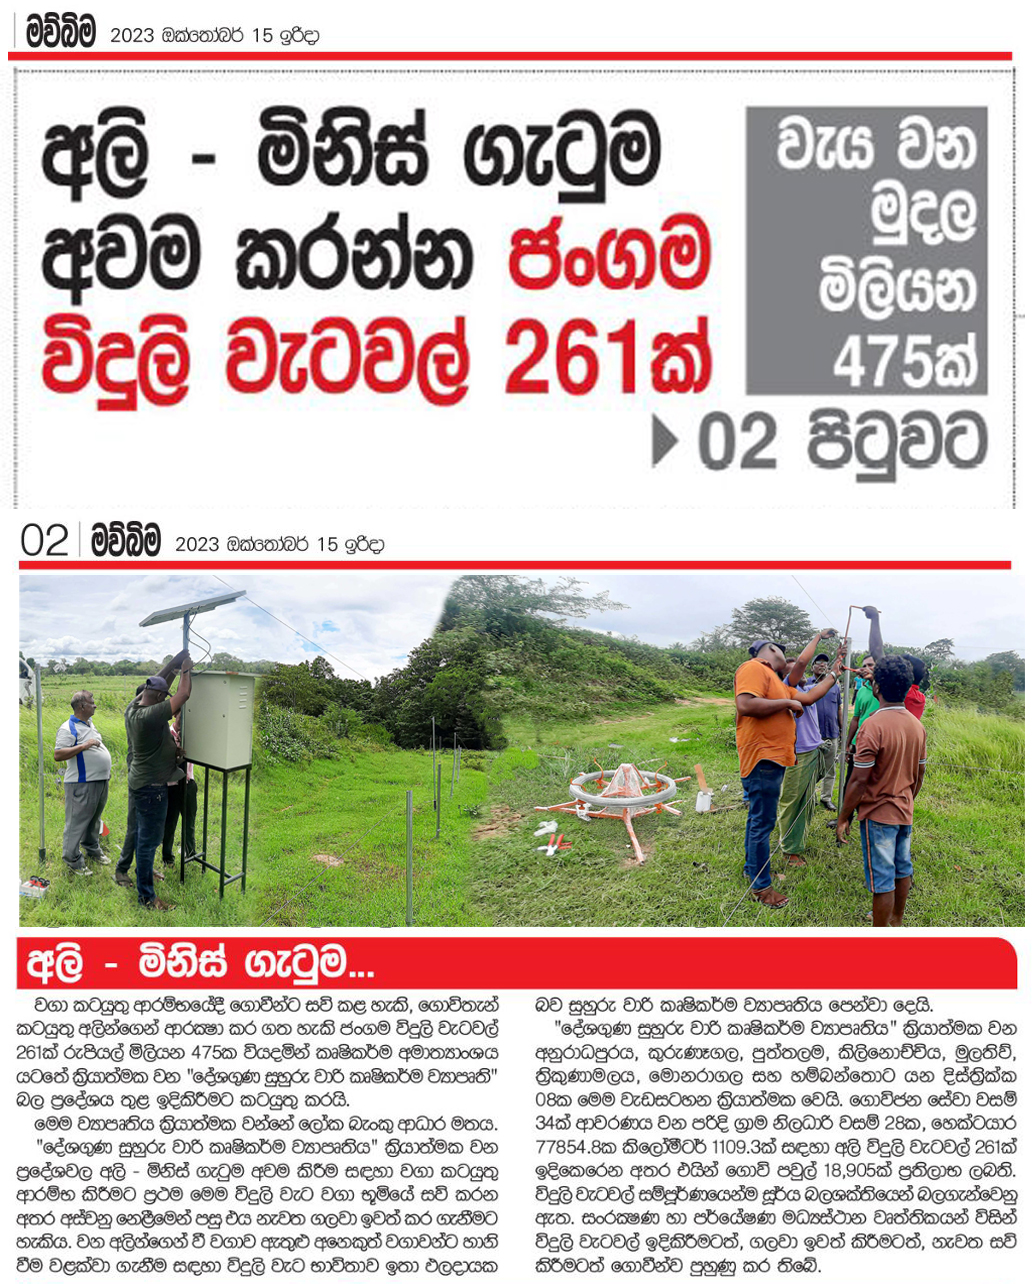 මව්බිම 2023 ඔක්තෝබර් 15 ඉරිදා
අලි - මිනිස් ගැටුම
අවම කරන්න ජංගම
විදුලි වැටවල් 261ක්
වැය වන
මුදල
මිලියන
475ක්
02 පිටුවට
02 මව්බිම 2023 ඔක්තෝබර් 15 ඉරිදා
අලි - මිනිස් ගැටුම...
වගා කටයුතු ආරම්භයේදී ගොවීන්ට සවි කළ හැකි, ගොවිතැන්
කටයුතු අලින්ගෙන් ආරක්ෂා කර ගත හැකි ජංගම විදුලි වැටවල්
261ක් රුපියල් මිලියන 475ක වියදමින් කෘෂිකර්ම අමාත්‍යාංශය
යටතේ ක්‍රියාත්මක වන "දේශගුණ සුහුරු වාරි කෘෂිකර්ම ව්‍යාපෘති"
බල ප්‍රදේශය තුළ ඉදිකිරීමට කටයුතු කරයි.
මෙම ව්‍යාපෘතිය ක්‍රියාත්මක වන්නේ ලෝක බැංකු ආධාර මතය.
"දේශගුණ සුහුරු වාරි කෘෂිකර්ම ව්‍යාපෘතිය" ක්‍රියාත්මක වන
ප්‍රදේශවල අලි - මිනිස් ගැටුම අවම කිරීම සඳහා වගා කටයුතු
ආරම්භ කිරීමට ප්‍රථම මෙම විදුලි වැට වගා භූමියේ සවි කරන
අතර අස්වනු නෙළීමෙන් පසු එය නැවත ගලවා ඉවත් කර ගැනීමට
හැකිය. වන අලින්ගෙන් වී වගාව ඇතුළු අනෙකුත් වගාවන්ට හානි
වීම වළක්වා ගැනීම සඳහා විදුලි වැට භාවිතාව ඉතා ඵලදායක
බව සුහුරු වාරි කෘෂිකර්ම ව්‍යාපෘතිය පෙන්වා දෙයි.
"දේශගුණ සුහුරු වාරි කෘෂිකර්ම ව්‍යාපෘතිය" ක්‍රියාත්මක වන
අනුරාධපුරය, කුරුණෑගල, පුත්තලම, කිලිනොච්චිය, මුලතිව්,
ත්‍රිකුණාමලය, මොනරාගල සහ හම්බන්තොට යන දිස්ත්‍රික්ක
08ක මෙම වැඩසටහන ක්‍රියාත්මක වෙයි. ගොවිජන සේවා වසම්
34ක් ආවරණය වන පරිදි ග්‍රාම නිලධාරි වසම් 28ක, හෙක්ටයාර
77854.8ක කිලෝමීටර් 1109.3ක් සඳහා අලි විදුලි වැටවල් 261ක්
ඉදිකෙරෙන අතර එයින් ගොවි පවුල් 18,905ක් ප්‍රතිලාභ ලබති.
විදුලි වැටවල් සම්පූර්ණයෙන්ම සූර්ය බලශක්තියෙන් බලගැන්වෙනු
ඇත. සංරක්ෂණ හා පර්යේෂණ මධ්‍යස්ථාන වෘත්තිකයන් විසින්
විදුලි වැටවල් ඉදිකිරීමටත්, ගලවා ඉවත් කිරීමටත්, නැවත සවි
කිරීමටත් ගොවීන්ව පුහුණු කර තිබේ.